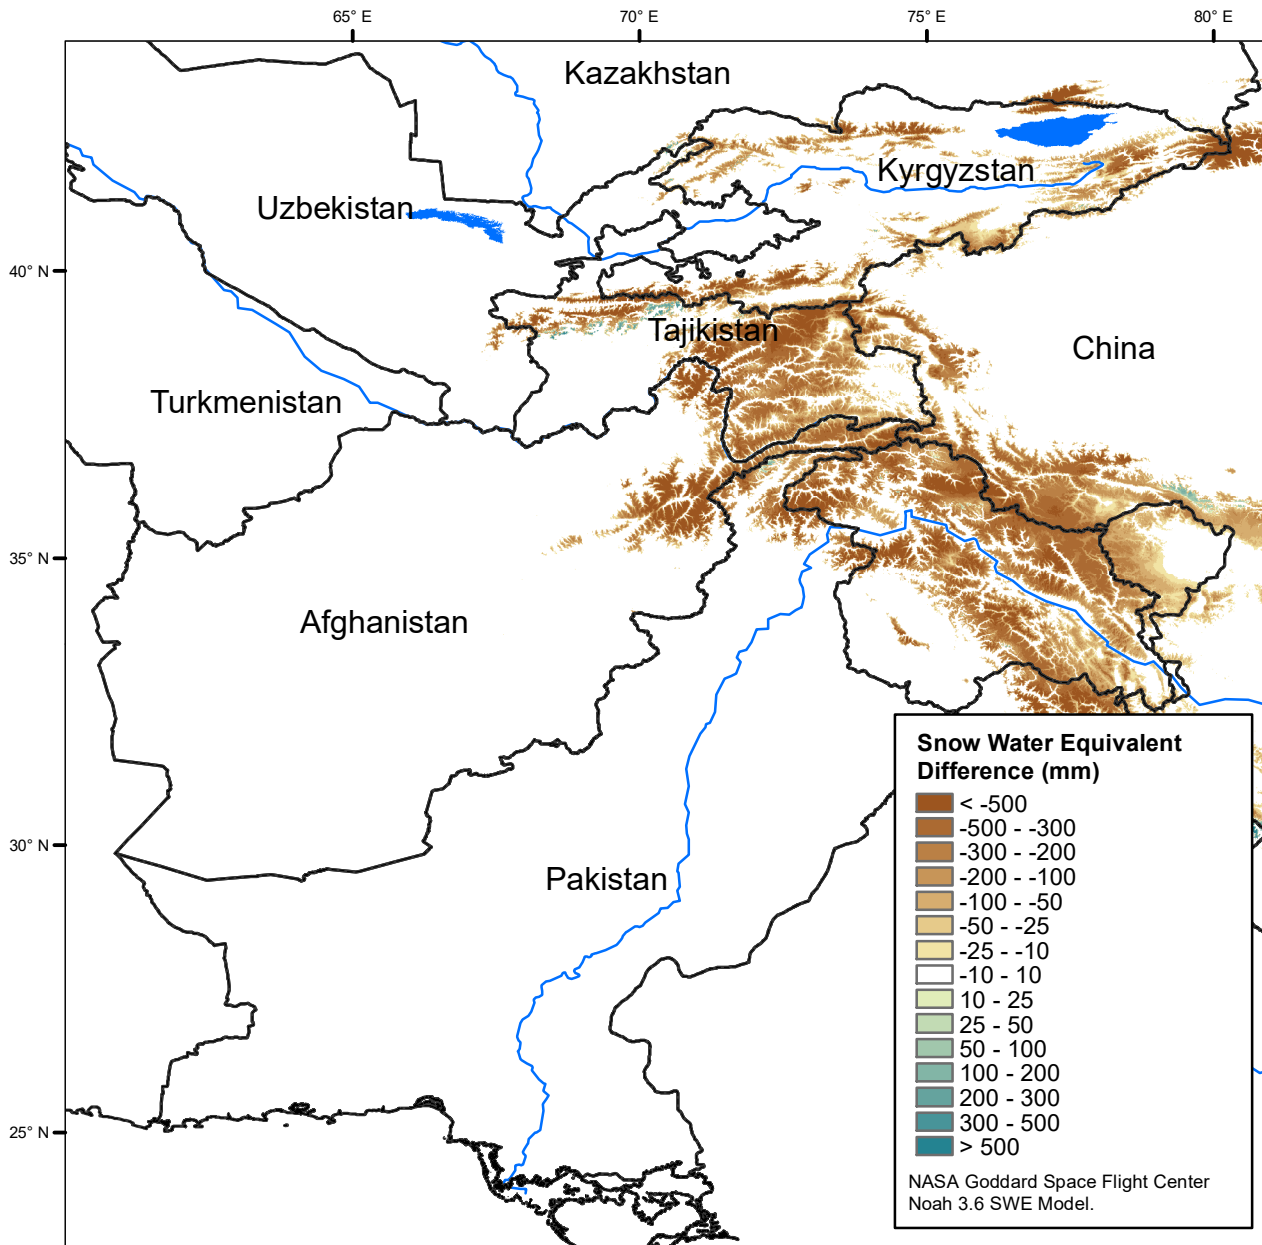 65° E
70° E
75° E
80° E
Kazakhstan
Kyrgyzstan
Uzbekistan
40° N
Tajikistan
China
Turkmenistan
35° N
Afghanistan
30° N
Pakistan
25° N
Snow Water Equivalent
Difference (mm)
< -500
-500 - -300
-300 - -200
-200 - -100
-100 - -50
-50 - -25
-25 - -10
-10 - 10
10 - 25
25 - 50
50 - 100
100 - 200
200 - 300
300 - 500
> 500
NASA Goddard Space Flight Center
Noah 3.6 SWE Model.